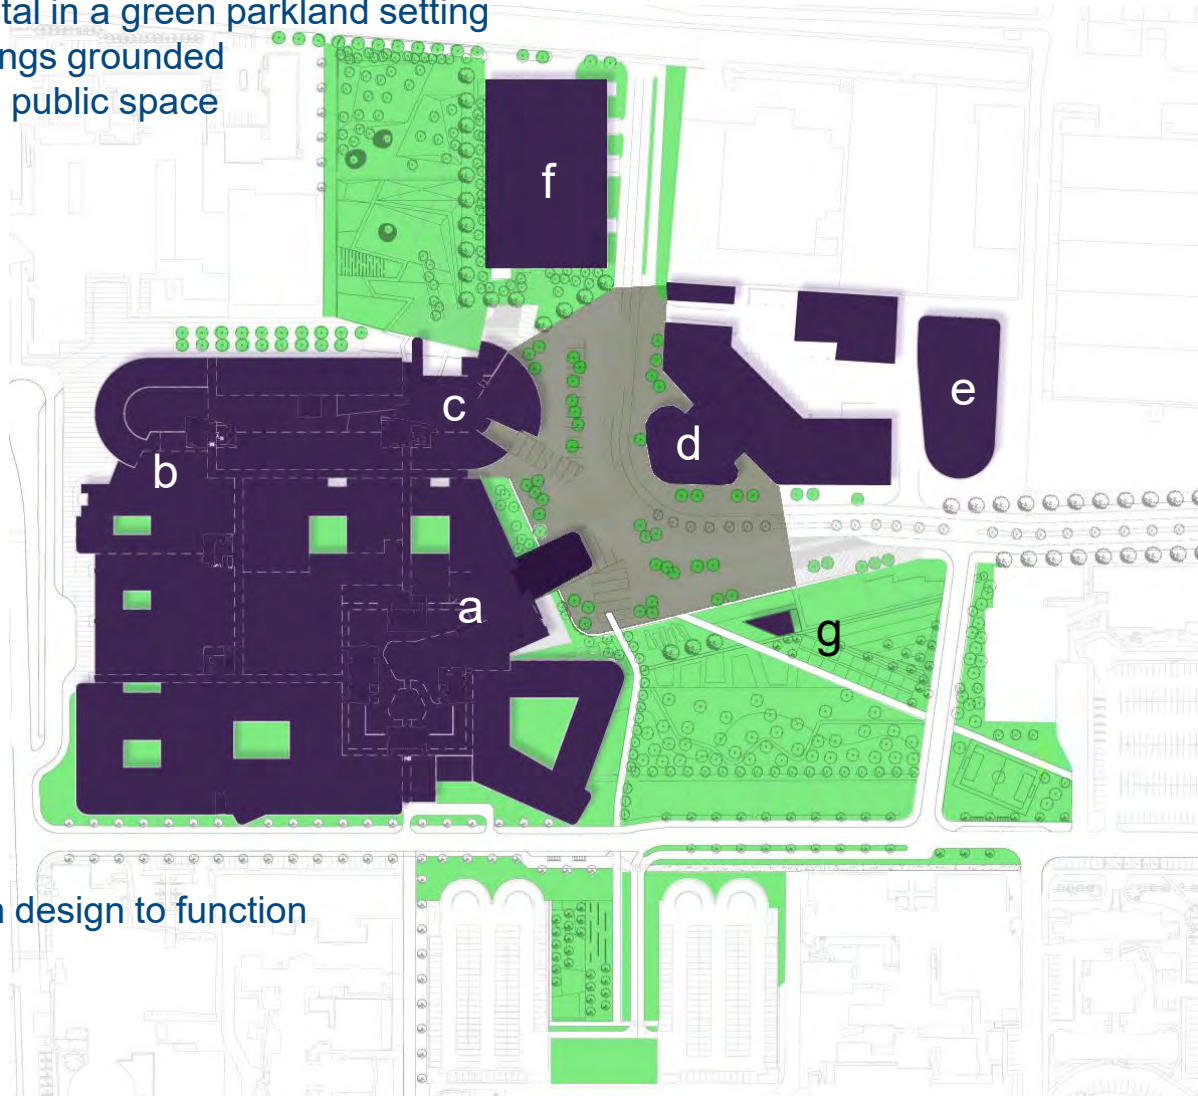 tal in a green parkland setting
ngs grounded
public space
f
e
c
d
b
a
g
design to function